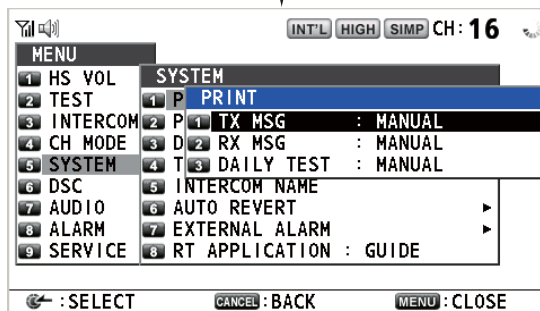 INT'L HIGH SIMP CH: 16
MENU
1 HS VOL
2 TEST
3 INTERCOM
4 CH MODE
5 SYSTEM
6 DSC
7 AUDIO
8 ALARM
9 SERVICE
SYSTEM
1 P
2 P
3 D
4 T
5 INTERCOM NAME
6 AUTO REVERT
7 EXTERNAL ALARM
8 RT APPLICATION : GUIDE
PRINT
1 TX MSG : MANUAL
2 RX MSG : MANUAL
3 DAILY TEST : MANUAL
:SELECT
CANCEL :BACK
MENU :CLOSE